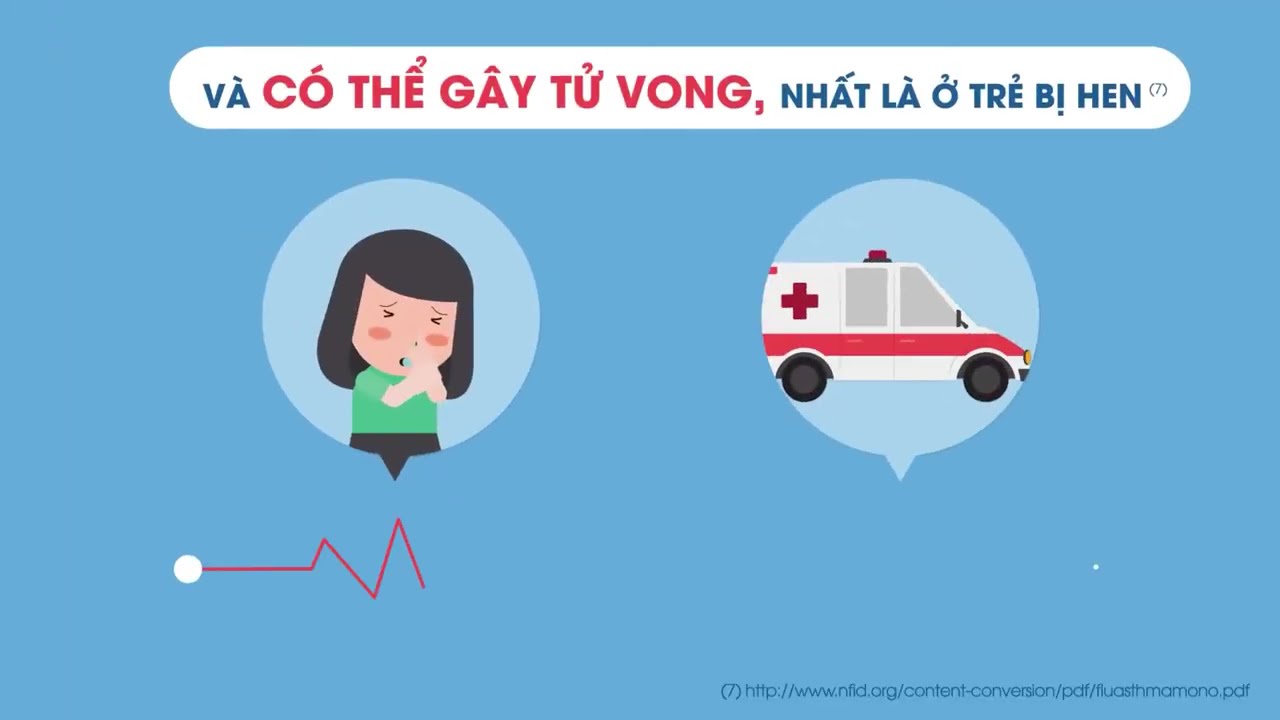 VÀ CÓ THỂ GÂY TỬ VONG, NHẤT LÀ Ở TRẺ BỊ HEN (7)
(7) http://www.nfid.org/content-conversion/pdf/fluasthmamono.pdf